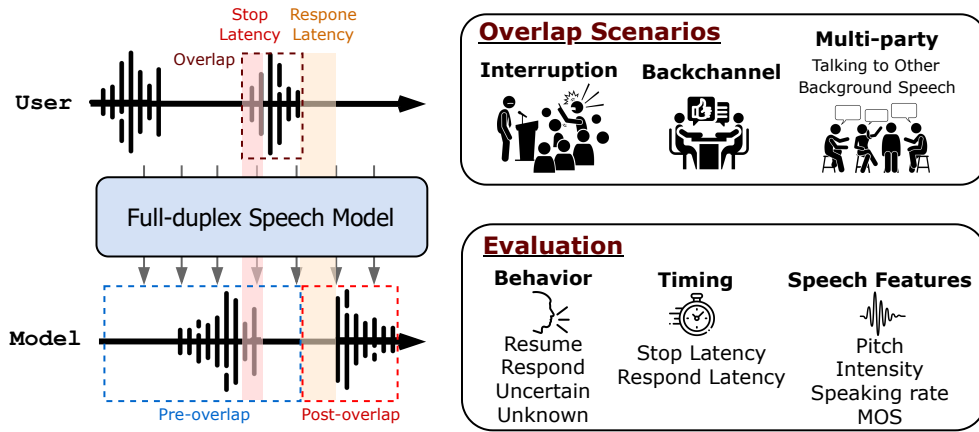 Stop
Latency
Respone
Latency
Overlap
User
Full-duplex Speech Model
Model
Pre-overlap
Post-overlap
Overlap Scenarios
Interruption
Backchannel
Multi-party
Talking to Other
Background Speech
Evaluation
Behavior
Resume
Respond
Uncertain
Unknown
Timing
Stop Latency
Respond Latency
Speech Features
Pitch
Intensity
Speaking rate
MOS